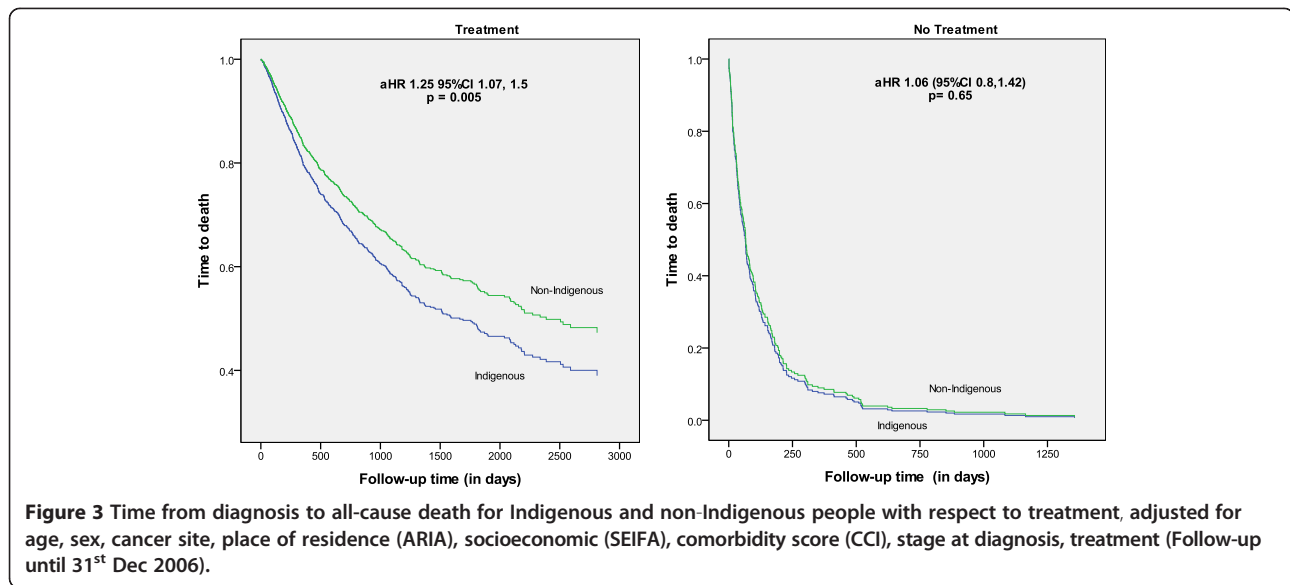 Treatment
No Treatment
aHR 1.25 95%CI 1.07, 1.5
p = 0.005
aHR 1.06 (95%CI 0.8,1.42)
p= 0.65
Time to death
1.0
0.8
0.6
0.4
Non-Indigenous
Indigenous
0
500
1000
1500
2000
2500
3000
Follow-up time (in days)
Time to death
1.0
0.8
0.6
0.4
0.2
0.0
Non-Indigenous
Indigenous
0
250
500
750
1000
1250
Follow-up time (in days)
Figure 3 Time from diagnosis to all-cause death for Indigenous and non-Indigenous people with respect to treatment, adjusted for
age, sex, cancer site, place of residence (ARIA), socioeconomic (SEIFA), comorbidity score (CCI), stage at diagnosis, treatment (Follow-up
until 31st Dec 2006).